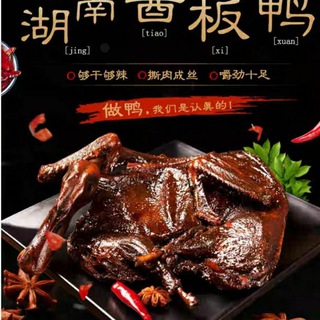 湖南酱板鸭
[jing] [tiao] [xi] [xuan]
够干够辣 撕肉成丝 嚼劲十足
做鸭，我们是认真的！